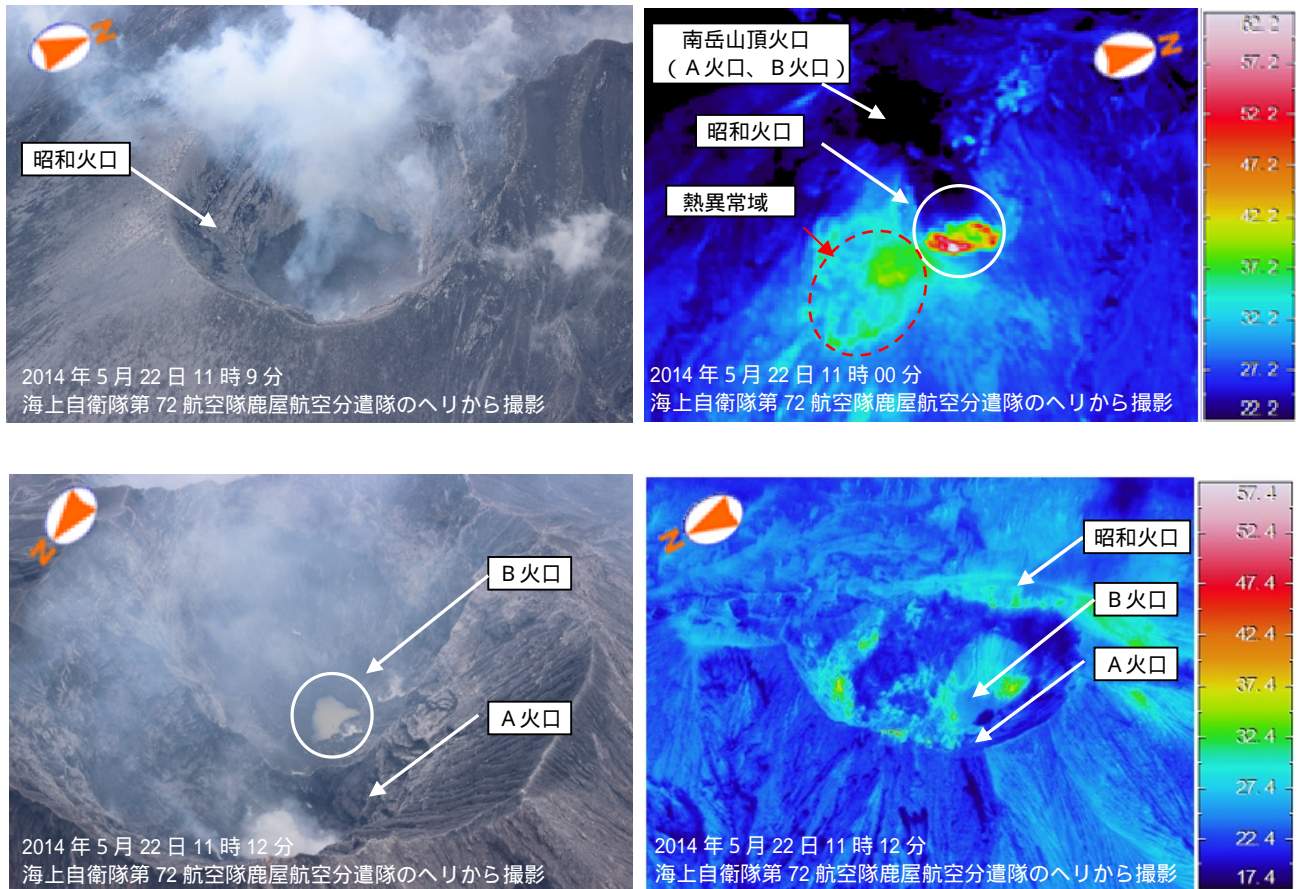 N
昭和火口
2014 年 5 月 22 日 11 時 9 分
海上自衛隊第 72 航空隊鹿屋航空分遣隊のヘリから撮影
南岳山頂火口
（Ａ火口、Ｂ火口）
昭和火口
熱異常域
N
2014 年 5 月 22 日 11 時 00 分
海上自衛隊第 72 航空隊鹿屋航空分遣隊のヘリから撮影
62.2
57.2
52.2
47.2
42.2
37.2
32.2
27.2
22.2
N
Ｂ火口
Ａ火口
2014 年 5 月 22 日 11 時 12 分
海上自衛隊第 72 航空隊鹿屋航空分遣隊のヘリから撮影
N
昭和火口
Ｂ火口
Ａ火口
2014 年 5 月 22 日 11 時 12 分
海上自衛隊第 72 航空隊鹿屋航空分遣隊のヘリから撮影
57.4
52.4
47.4
42.4
37.4
32.4
27.4
22.4
17.4